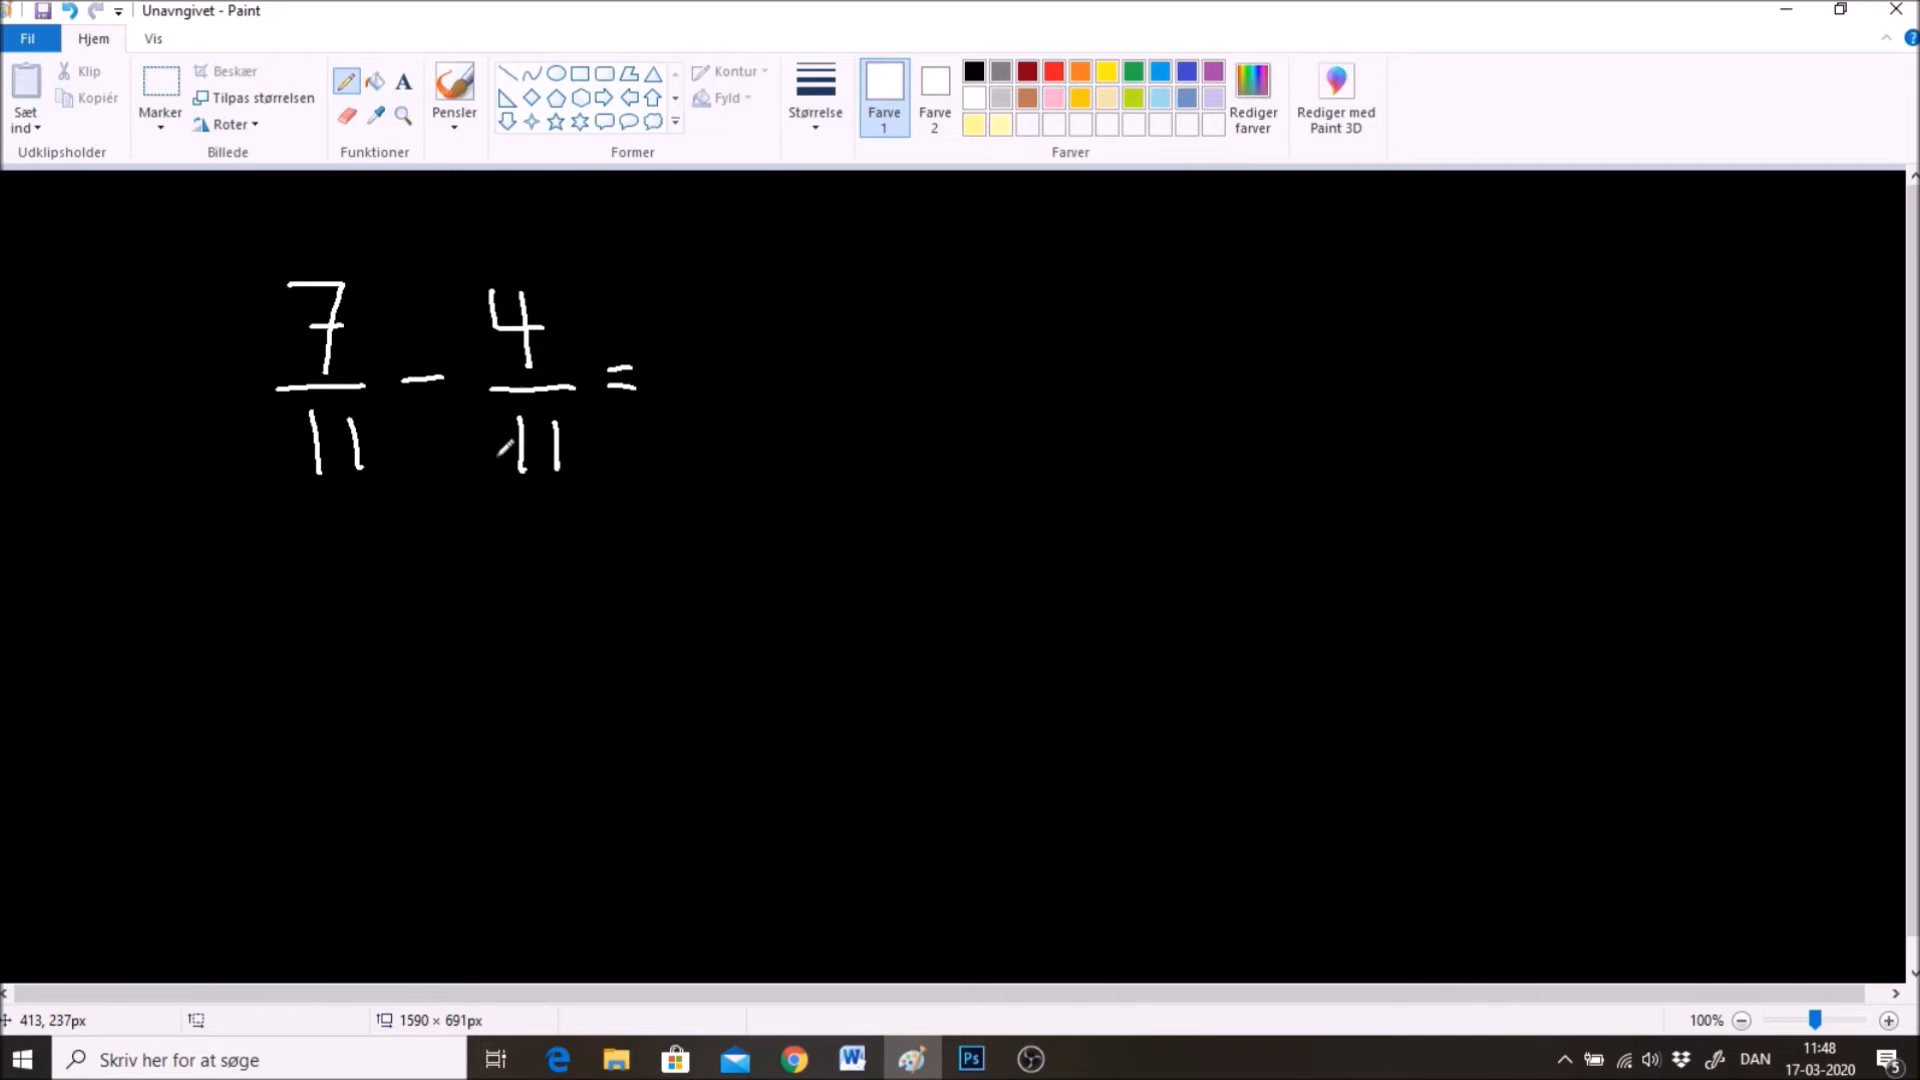 Unavngivet - Paint
Fil Hjem Vis
Sæt ind
Klip
Kopiér
Udklipsholder
Marker
Beskær
Tilpas størrelsen
Roter
Billede
A
Funktioner
Pensler
Kontur
Fyld
Former
Størrelse
Farve 1
Farve 2
Rediger farver
Farver
Rediger med Paint 3D
7/11 - 4/11 =
413, 237px
1590 × 691px
100%
Skriv her for at søge
W
Ps
DAN
11:48
17-03-2020
5